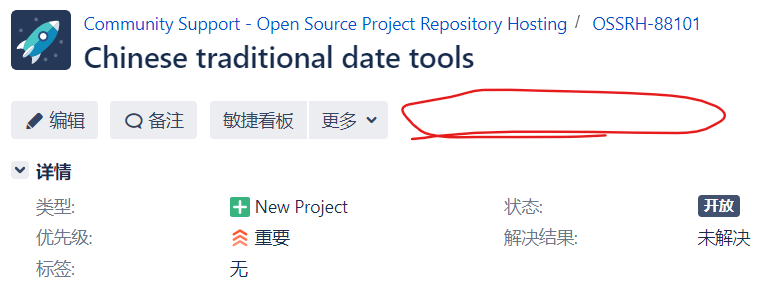 Community Support - Open Source Project Repository Hosting / OSSRH-88101
Chinese traditional date tools
编辑 备注 敏捷看板 更多
详情
类型: New Project 状态: 开放
优先级: 重要 解决结果: 未解决
标签: 无